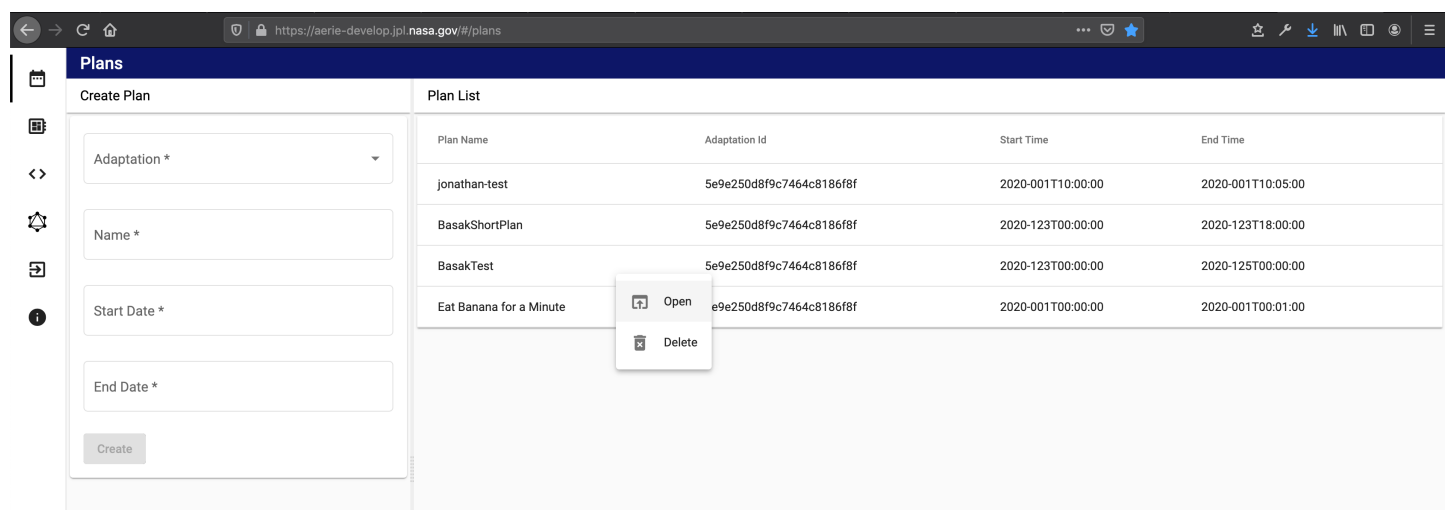 https://aerie-develop.jpl.nasa.gov/#/plans
Plans
Create Plan
Adaptation *
Name *
Start Date *
End Date *
Create
Plan List
Plan Name Adaptation Id Start Time End Time
jonathan-test 5e9e250d8f9c7464c8186f8f 2020-001T10:00:00 2020-001T10:05:00
BasakShortPlan 5e9e250d8f9c7464c8186f8f 2020-123T00:00:00 2020-123T18:00:00
BasakTest 5e9e250d8f9c7464c8186f8f 2020-123T00:00:00 2020-125T00:00:00
Eat Banana for a Minute e9e250d8f9c7464c8186f8f 2020-001T00:00:00 2020-001T00:01:00
Open
Delete